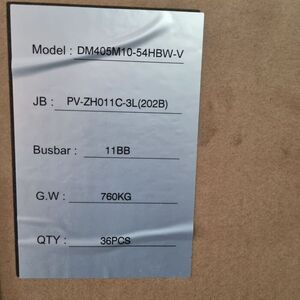 Model : DM405M10-54HBW-V
JB : PV-ZH011C-3L(202B)
Busbar : 11BB
G.W : 760KG
QTY : 36PCS